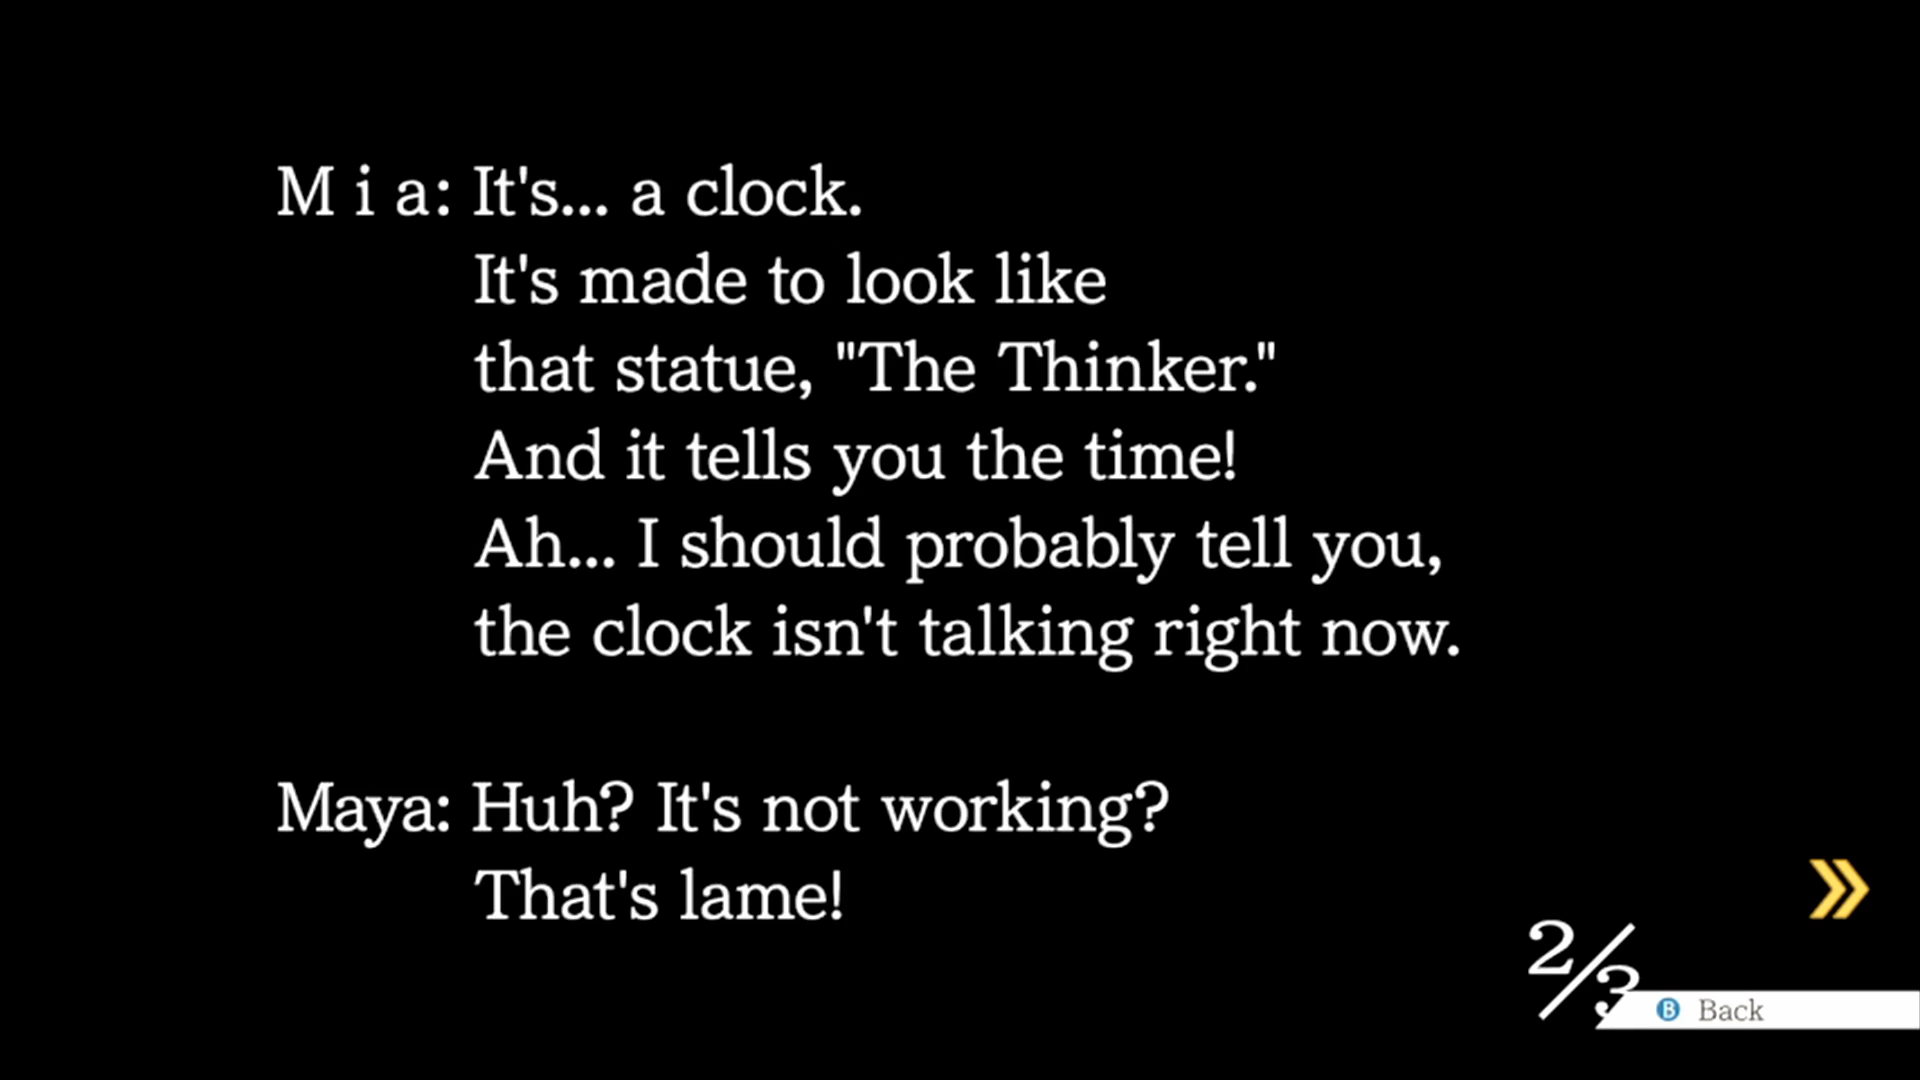 M i a: It's... a clock.
It's made to look like
that statue, "The Thinker."
And it tells you the time!
Ah... I should probably tell you,
the clock isn't talking right now.
Maya: Huh? It's not working?
That's lame!
2/3
B Back